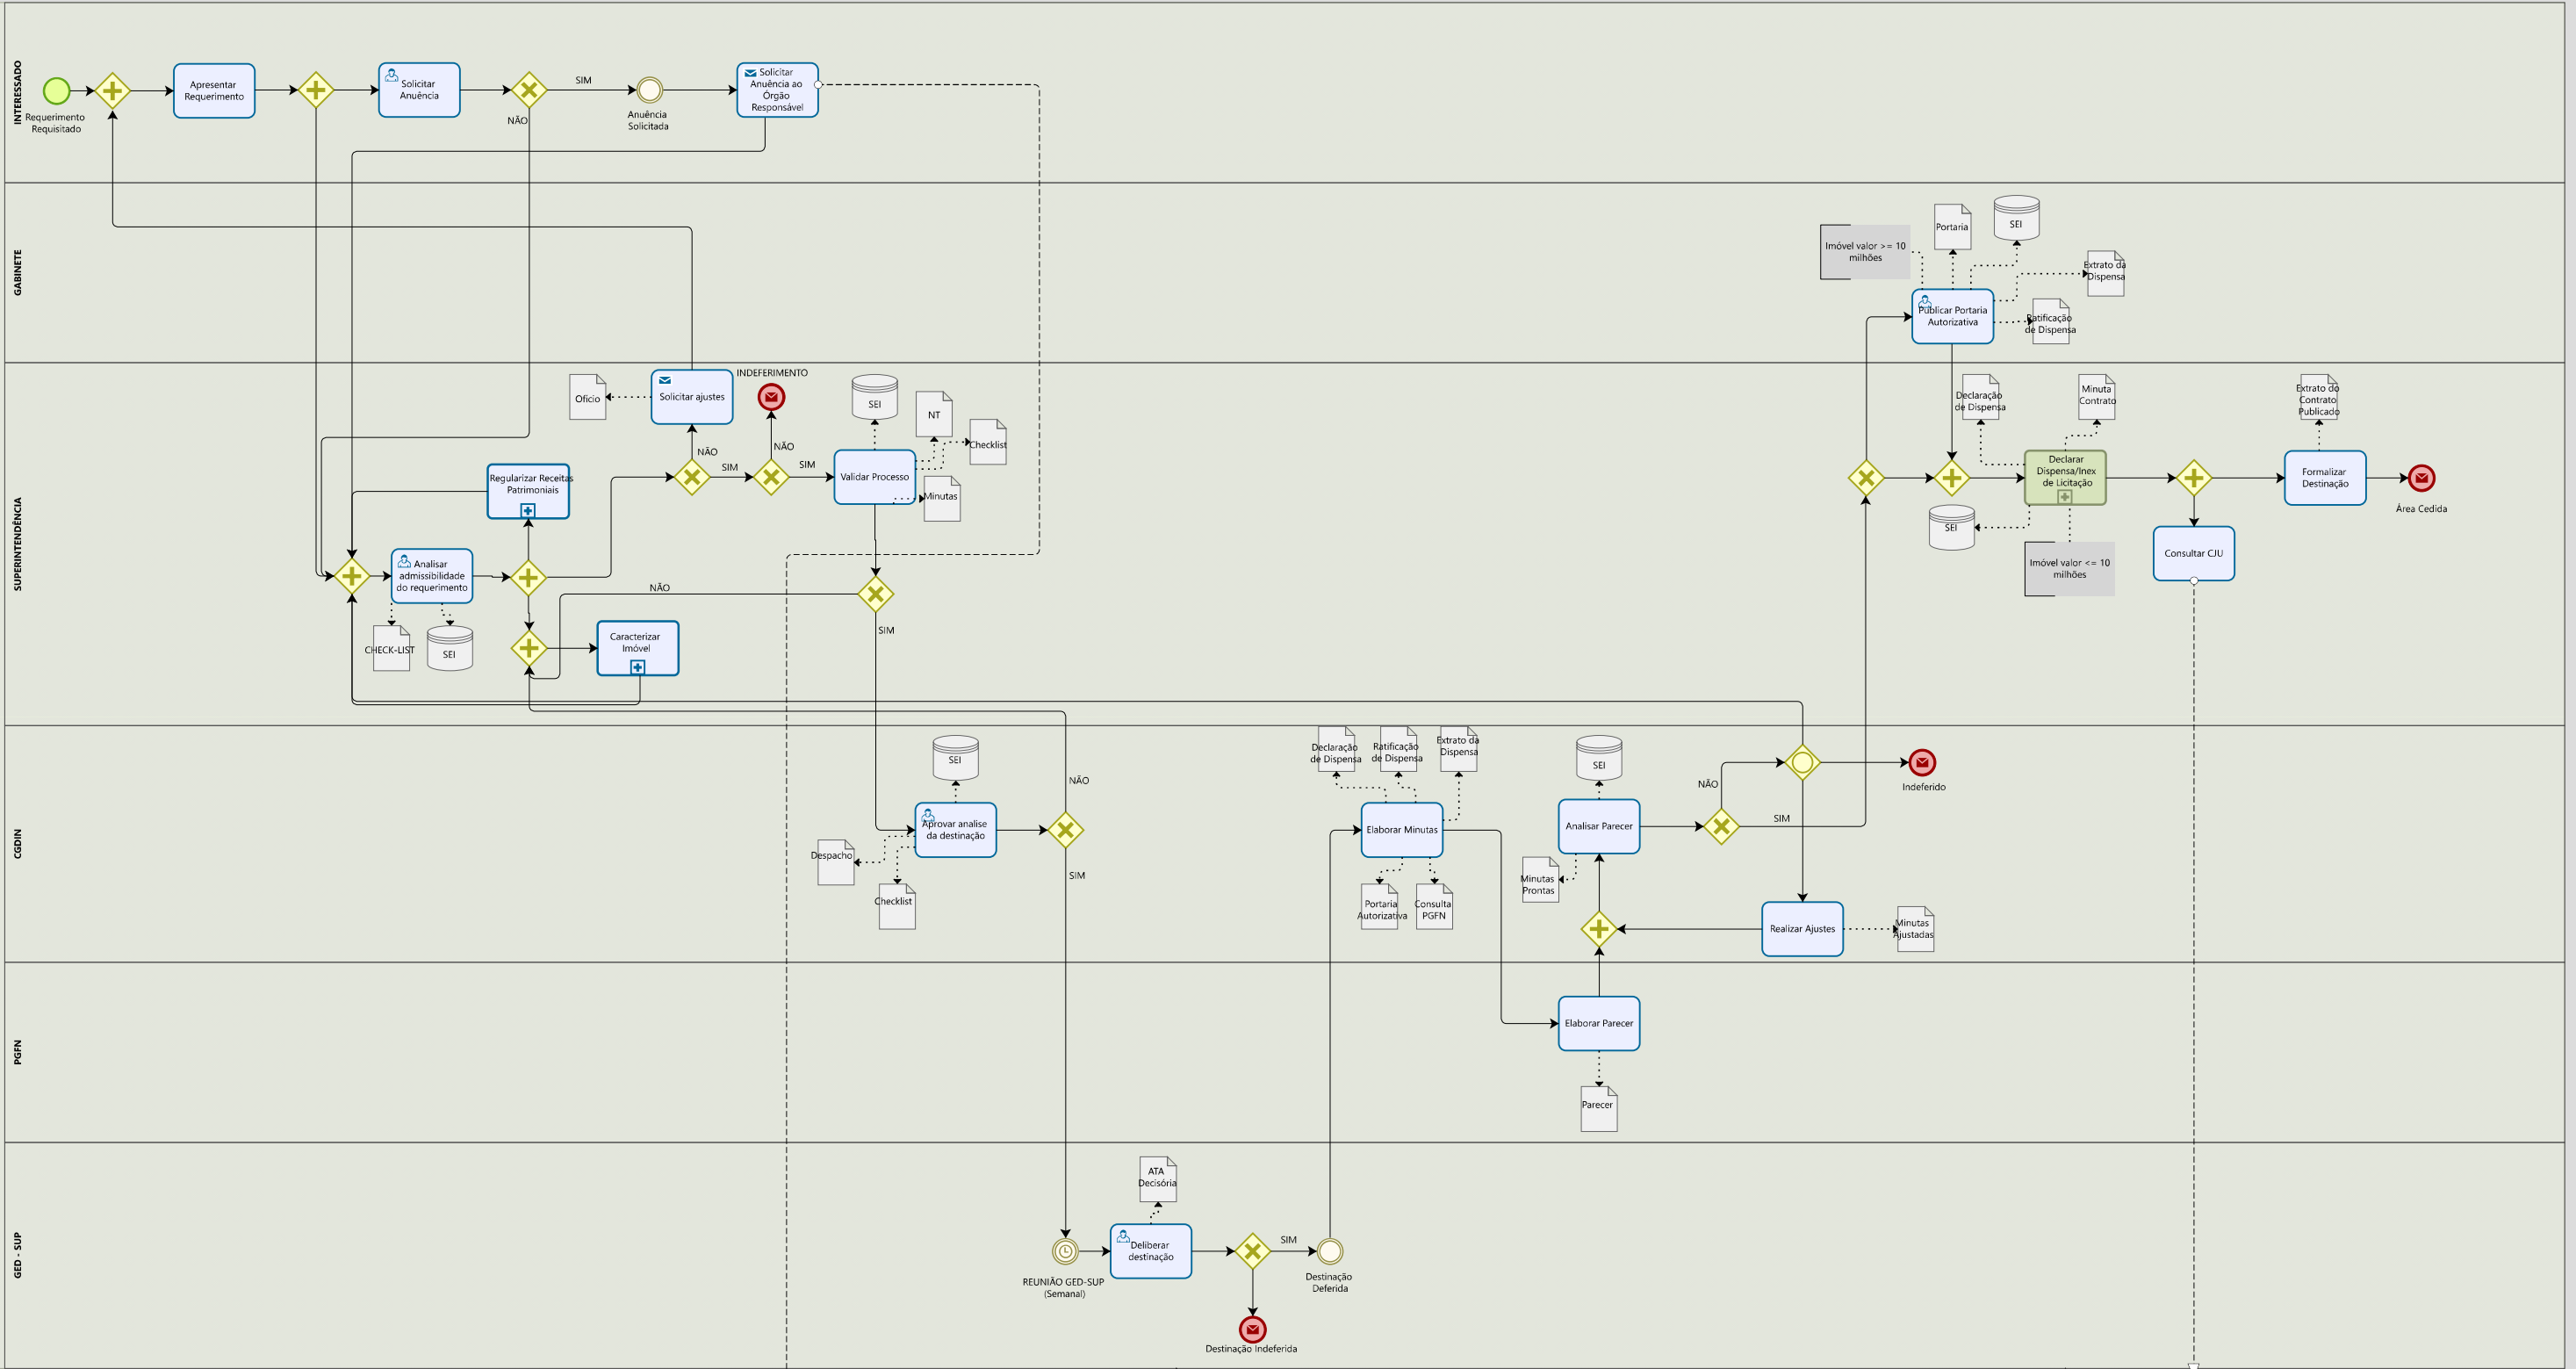 INTERESSADO
Requerimento
Requisitado
Apresentar
Requerimento
Solicitar
Anuência
SIM
NÃO
Anuência
Solicitada
Solicitar
Anuência ao
Órgão
Responsável
GABINETE
Imóvel valor >= 10
milhões
Portaria
SEI
Extrato da
Dispensa
Ratificação
de Dispensa
Publicar Portaria
Autorizativa
SUPERINTENDÊNCIA
Ofício
Solicitar ajustes
INDEFERIMENTO
NÃO
SIM
NÃO
SIM
SEI
NT
Checklist
Validar Processo
Minutas
Regularizar Receitas
Patrimoniais
Analisar
admissibilidade
do requerimento
CHECK-LIST
SEI
NÃO
SIM
Caracterizar
Imóvel
Declaração
de Dispensa
Minuta
Contrato
Extrato do
Contrato
Publicado
Declarar
Dispensa/Inex
de Licitação
SEI
Imóvel valor <= 10
milhões
Consultar CJU
Formalizar
Destinação
Área Cedida
CGDIN
SEI
Aprovar analise
da destinação
Despacho
Checklist
NÃO
SIM
Declaração
de Dispensa
Ratificação
de Dispensa
Extrato da
Dispensa
Elaborar Minutas
Portaria
Autorizativa
Consulta
PGFN
SEI
Analisar Parecer
Minutas
Prontas
NÃO
SIM
Indeferido
Realizar Ajustes
Minutas
Ajustadas
PGFN
Elaborar Parecer
Parecer
GED - SUP
ATA
Decisória
REUNIÃO GED-SUP
(Semanal)
Deliberar
destinação
SIM
Destinação
Deferida
Destinação Indeferida